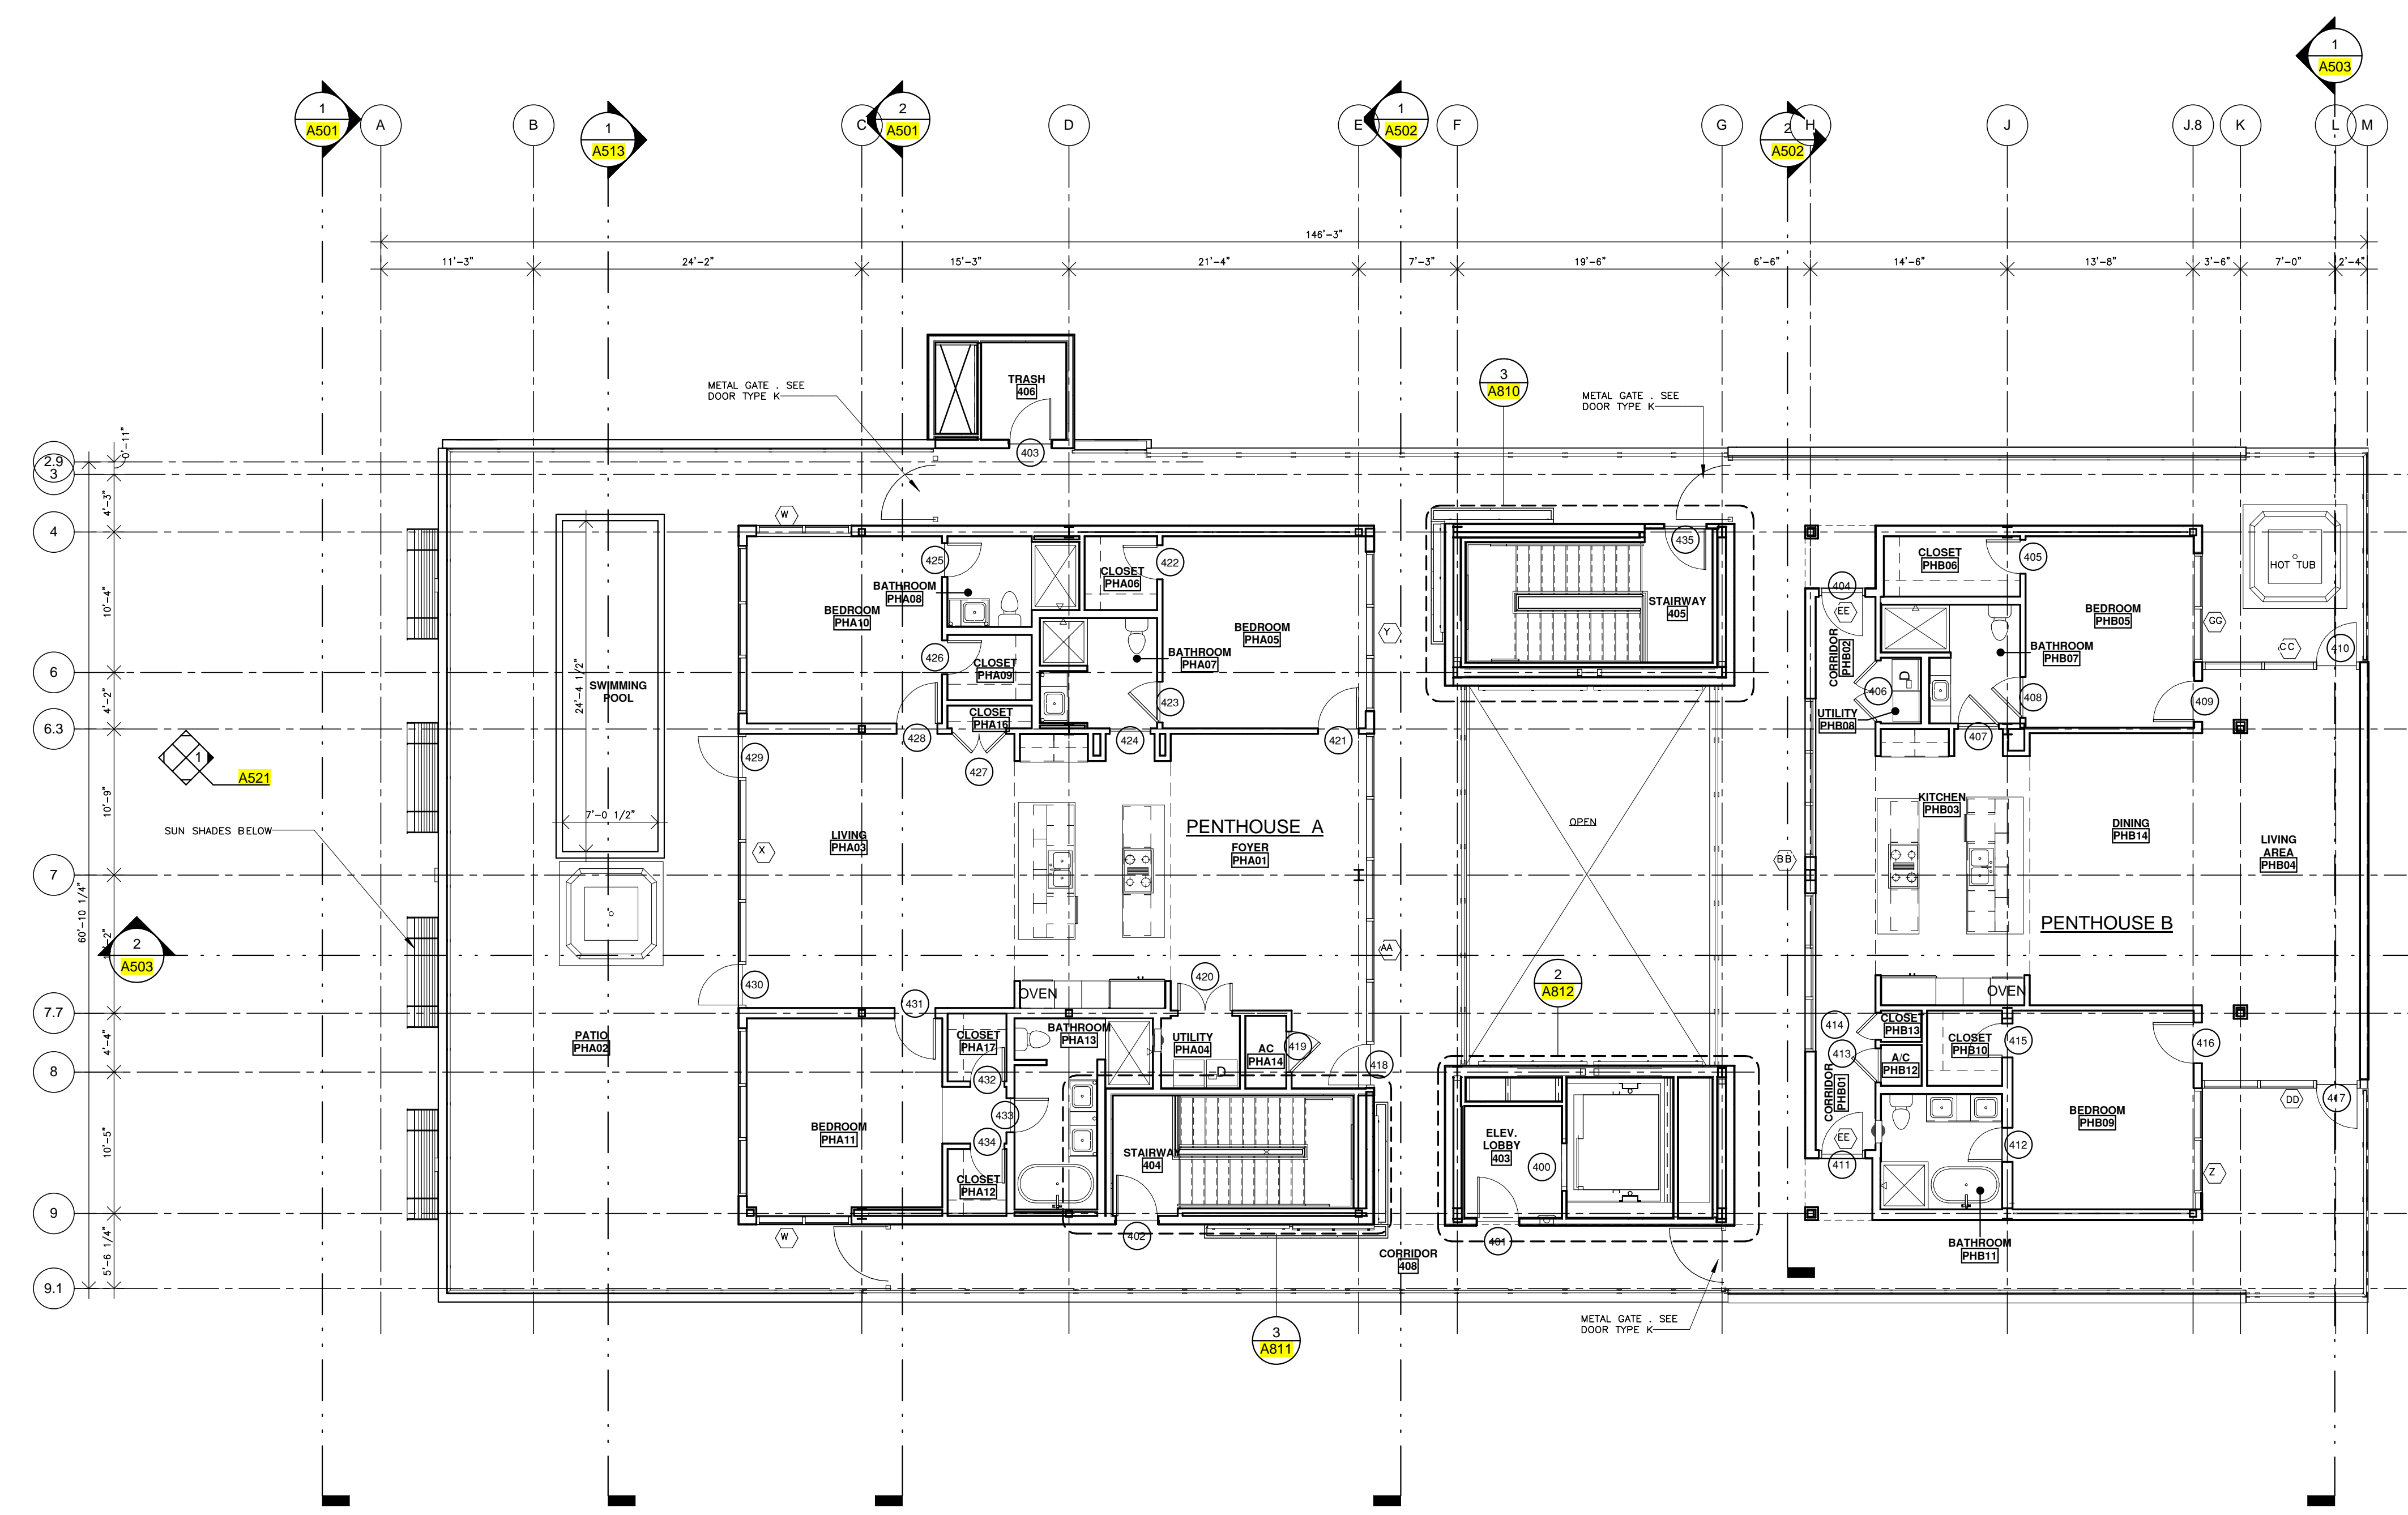 1
A503
1
A501
A
B
1
A513
C
2
A501
D
E
1
A502
F
G
2
A502
H
J
J.8
K
L
M
146'-3"
11'-3"
24'-2"
15'-3"
21'-4"
7'-3"
19'-6"
6'-6"
14'-6"
13'-8"
3'-6"
7'-0"
2'-4"
METAL GATE . SEE
DOOR TYPE K
TRASH
406
403
3
A810
METAL GATE . SEE
DOOR TYPE K
2.9
3
4
6
6.3
7
7.7
8
9
9.1
0'-11"
4'-3"
10'-4"
4'-2"
10'-9"
4'-4"
10'-5"
5'-6 1/4"
60'-10 1/4"
1
A521
SUN SHADES BELOW
2
A503
SWIMMING
POOL
24'-4 1/2"
7'-0 1/2"
PATIO
PHA02
W
425
BATHROOM
PHA08
BEDROOM
PHA10
426
CLOSET
PHA09
CLOSET
PHA16
CLOSET
PHA06
422
BEDROOM
PHA05
BATHROOM
PHA07
423
428
427
424
421
429
Y
LIVING
PHA03
X
PENTHOUSE A
FOYER
PHA01
AA
430
431
OVEN
420
CLOSET
PHA17
BATHROOM
PHA13
UTILITY
PHA04
AC
PHA14
419
418
D
432
433
434
BEDROOM
PHA11
CLOSET
PHA12
STAIRWAY
404
W
402
3
A811
CORRIDOR
408
435
STAIRWAY
405
OPEN
2
A812
ELEV.
LOBBY
403
400
401
METAL GATE . SEE
DOOR TYPE K
CLOSET
PHB06
405
404
EE
CORRIDOR
PHB02
BEDROOM
PHB05
BATHROOM
PHB07
GG
HOT TUB
CC
410
D
406
UTILITY
PHB08
408
407
409
KITCHEN
PHB03
DINING
PHB14
LIVING
AREA
PHB04
BB
PENTHOUSE B
OVEN
414
CLOSET
PHB13
CLOSET
PHB10
415
416
413
A/C
PHB12
CORRIDOR
PHB01
EE
411
412
BEDROOM
PHB09
DD
417
Z
BATHROOM
PHB11